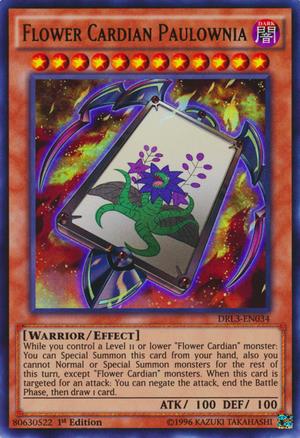 FLOWER CARDIAN PAULOWNIA
DARK
闇
DRL3-EN034
[WARRIOR/EFFECT]
While you control a Level 11 or lower "Flower Cardian" monster:
You can Special Summon this card from your hand, also you
cannot Normal or Special Summon monsters for the rest of
this turn, except "Flower Cardian" monsters. When this card is
targeted for an attack: You can negate the attack, end the Battle
Phase, then draw 1 card.
ATK/ 100 DEF/ 100
80630522 1st Edition ©1996 KAZUKI TAKAHASHI